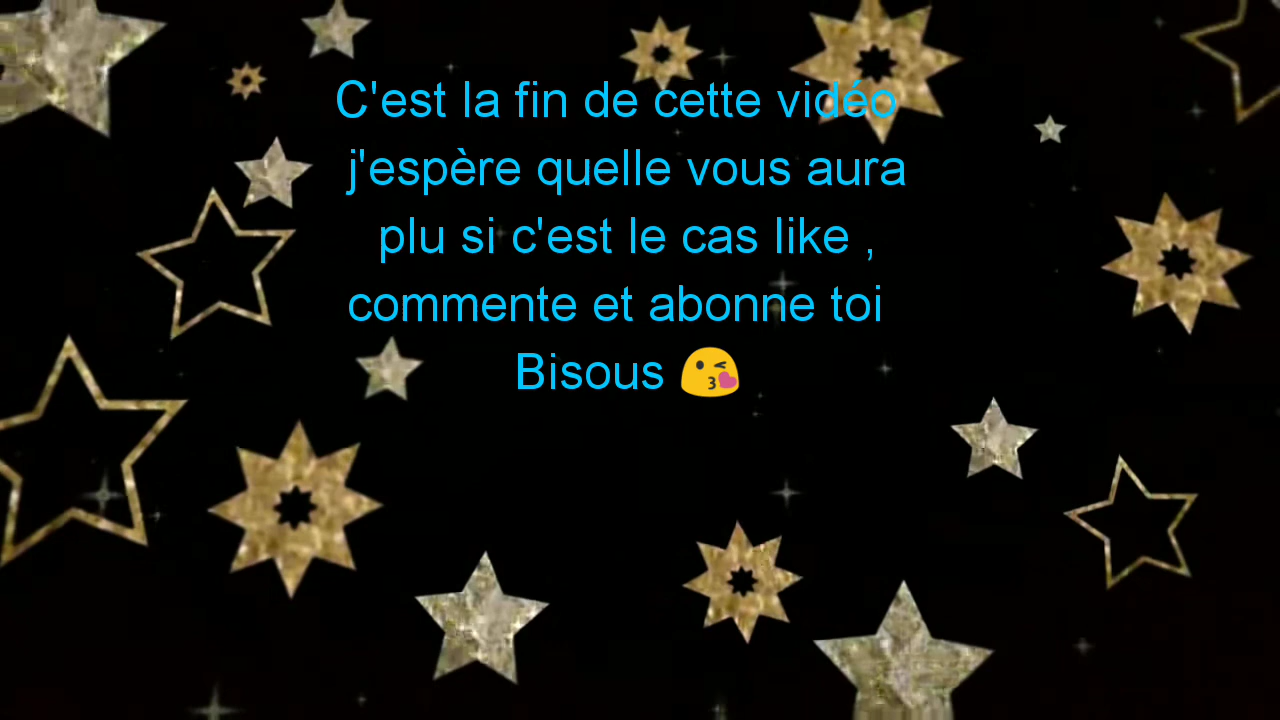 C'est la fin de cette vidéo
j'espère quelle vous aura
plu si c'est le cas like ,
commente et abonne toi
Bisous 😘